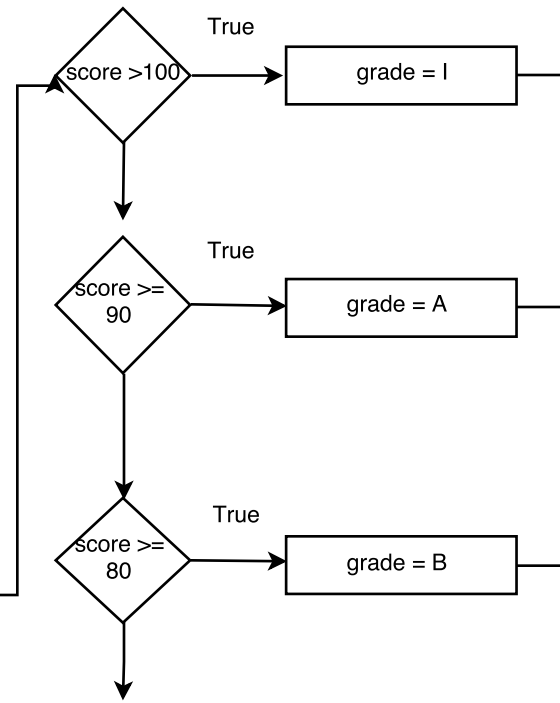 True
score >100
grade = I
True
score >=
90
grade = A
True
score >=
80
grade = B